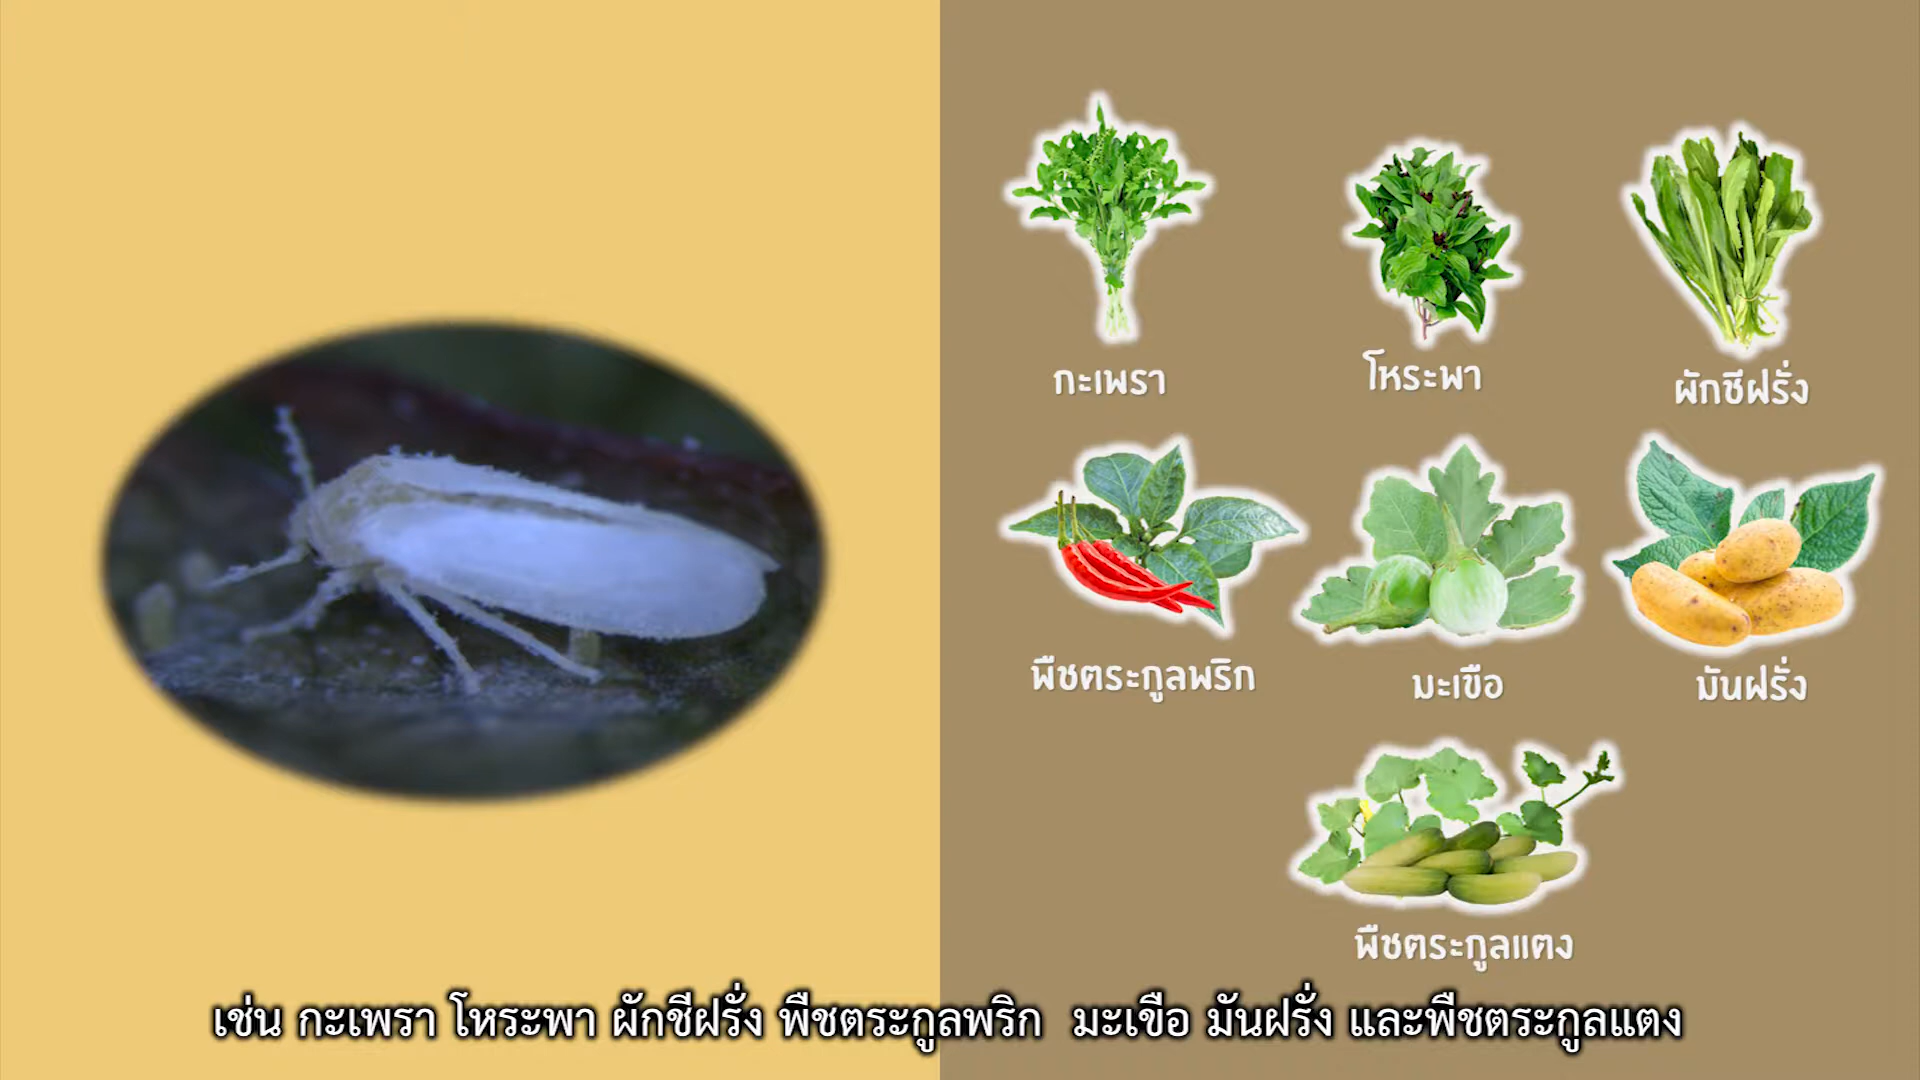 กะเพรา
โหระพา
ผักชีฝรั่ง
พืชตระกูลพริก
มะเขือ
มันฝรั่ง
พืชตระกูลแตง
เช่น กะเพรา โหระพา ผักชีฝรั่ง พืชตระกูลพริก มะเขือ มันฝรั่ง และพืชตระกูลแตง